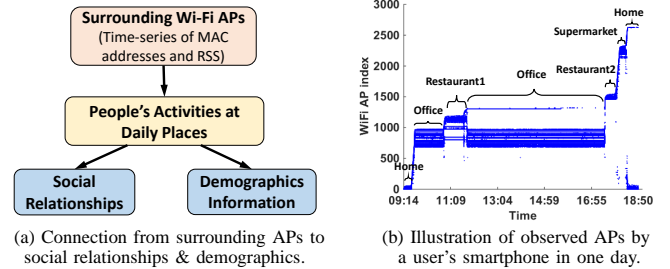 Surrounding Wi-Fi APs
(Time-series of MAC
addresses and RSS)
People's Activities at
Daily Places
Social
Relationships
Demographics
Information
(a) Connection from surrounding APs to
social relationships & demographics.
WiFi AP index
3000
2500
2000
1500
1000
500
0
Home
Office
Restaurant1
Office
Restaurant2
Supermarket
Home
09:14
11:09
13:04
14:59
16:55
18:50
Time
(b) Illustration of observed APs by
a user's smartphone in one day.